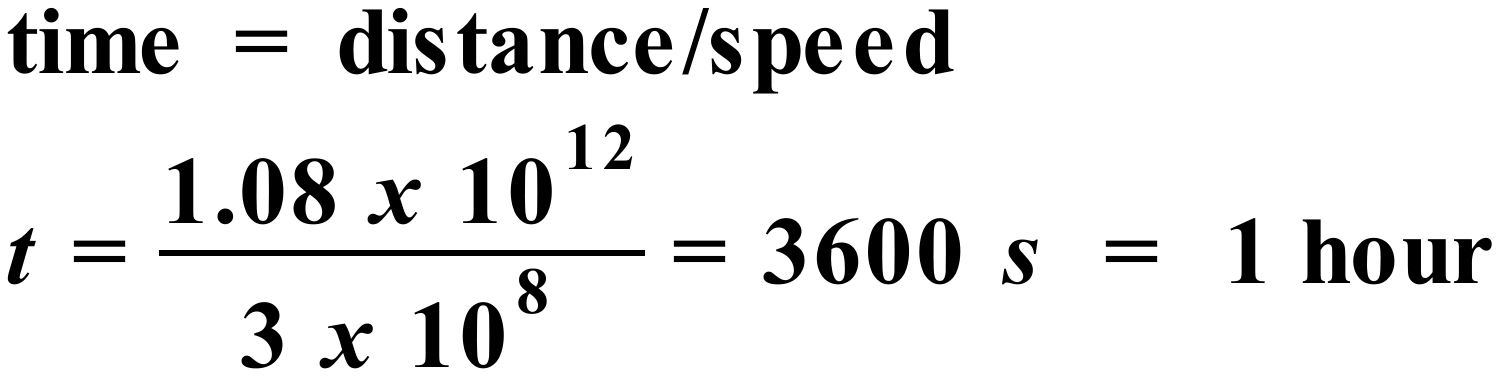 time = distance/speed
t = 1.08 x 10^12 / 3 x 10^8 = 3600 s = 1 hour